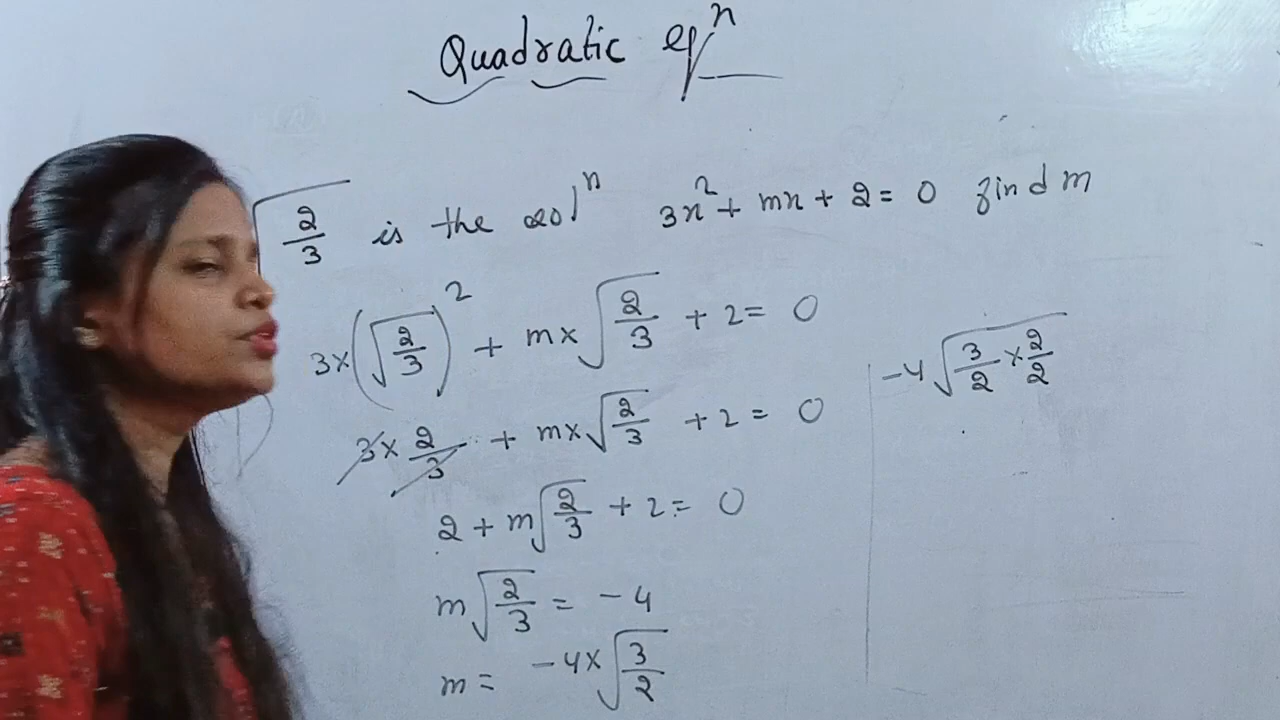 Quadratic eqⁿ
√(2/3) is the solⁿ 3x² + mx + 2 = 0 find m
3×(√(2/3))² + m×√(2/3) + 2 = 0
3×2/3 + m×√(2/3) + 2 = 0
2 + m√(2/3) + 2 = 0
m√(2/3) = -4
m = -4×√(3/2)
-4√(3/2 × 2/2)